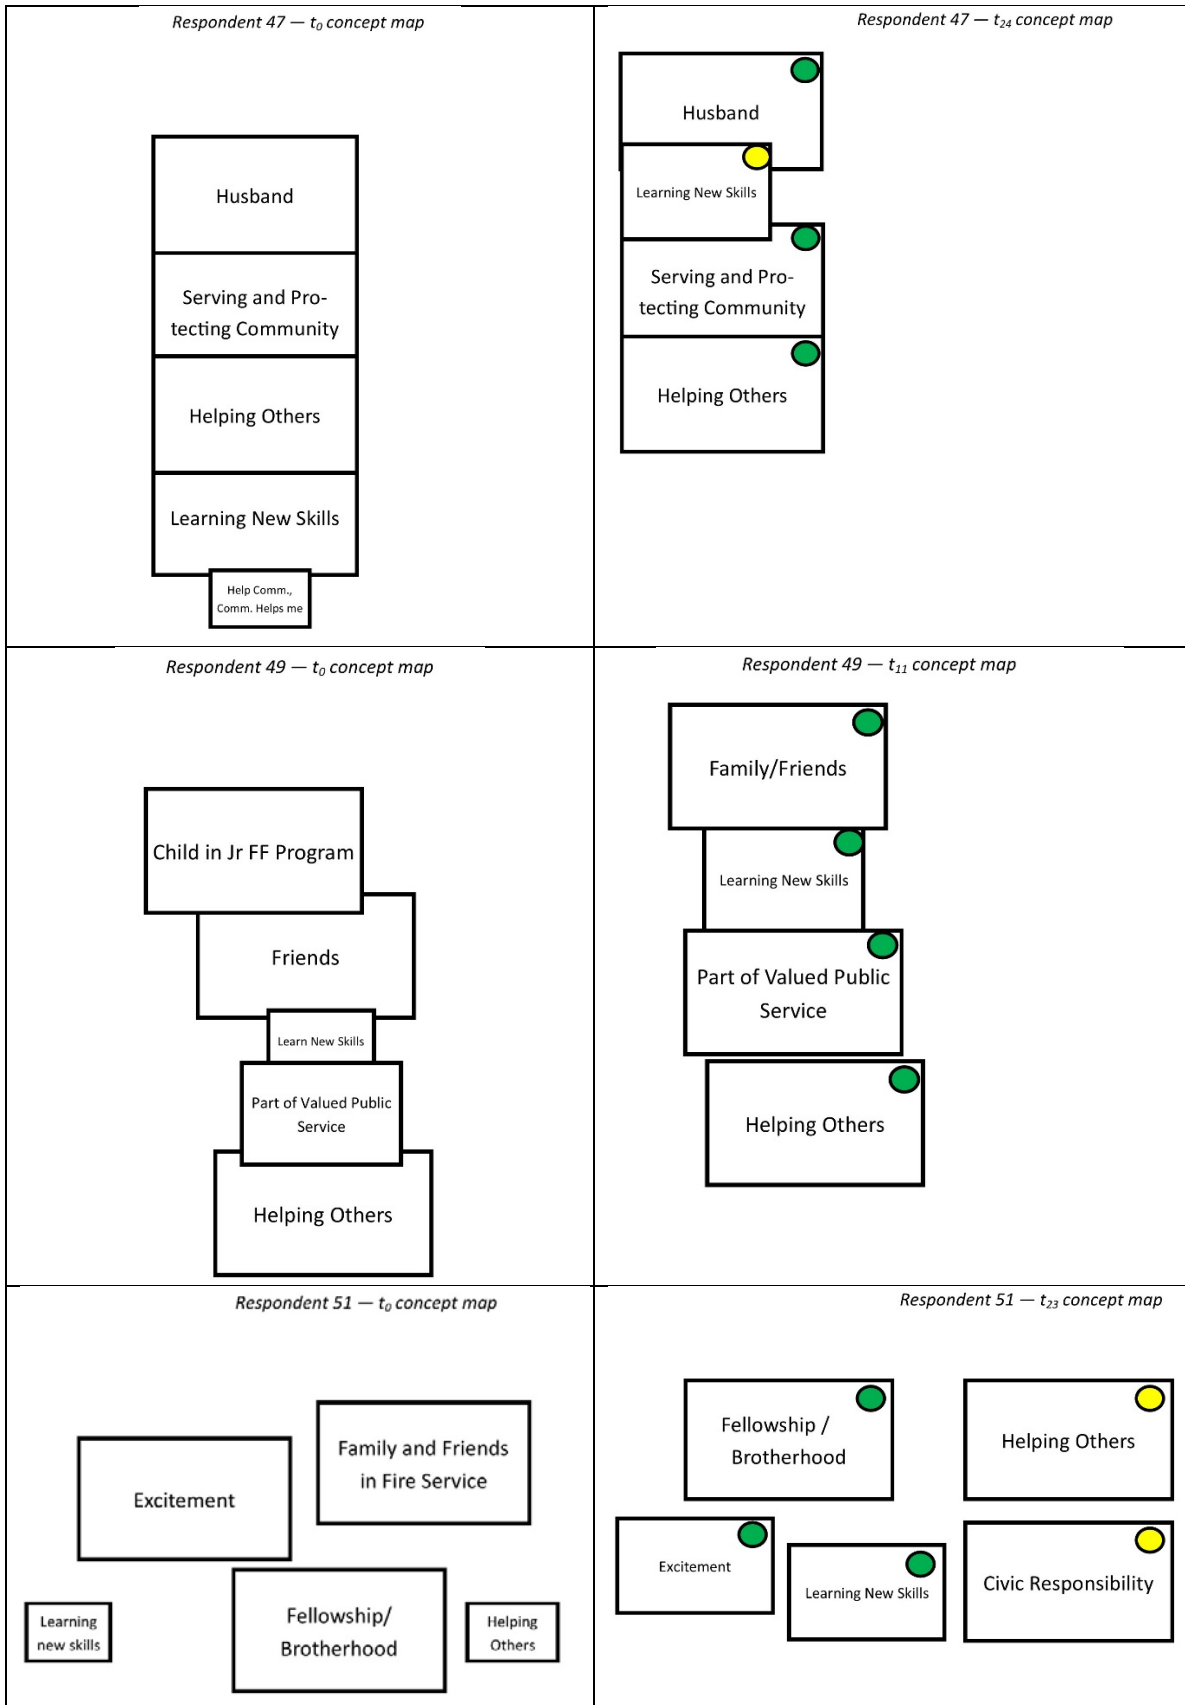 Respondent 47 — t0 concept map
Husband
Serving and Pro-
tecting Community
Helping Others
Learning New Skills
Help Comm.,
Comm. Helps me
Respondent 47 — t24 concept map
Husband
Learning New Skills
Serving and Pro-
tecting Community
Helping Others
Respondent 49 — t0 concept map
Child in Jr FF Program
Friends
Learn New Skills
Part of Valued Public
Service
Helping Others
Respondent 49 — t11 concept map
Family/Friends
Learning New Skills
Part of Valued Public
Service
Helping Others
Respondent 51 — t0 concept map
Family and Friends
in Fire Service
Excitement
Fellowship/
Brotherhood
Learning
new skills
Helping
Others
Respondent 51 — t23 concept map
Fellowship /
Brotherhood
Helping Others
Excitement
Learning New Skills
Civic Responsibility